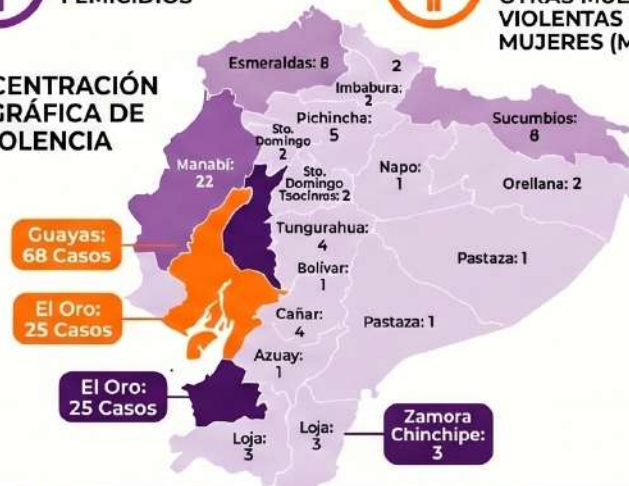 FEMICIDIOS
OTRAS MUE
VIOLENTAS
MUJERES (M
CENTRACIÓN
GRÁFICA DE
OLENCIA
Esmeraldas: 8
2
Imbabura:
2
Pichincha:
5
Sto.
Domingo
2
Sucumbios:
8
Manabí:
22
Sto.
Domingo
Tsocinros: 2
Napo:
1
Orellana: 2
Guayas:
68 Casos
Tungurahua:
4
Bolívar:
1
Pastaza: 1
El Oro:
25 Casos
Cañar:
4
Pastaza: 1
Azuay:
1
El Oro:
25 Casos
Loja:
3
Loja:
3
Zamora
Chinchipe:
3